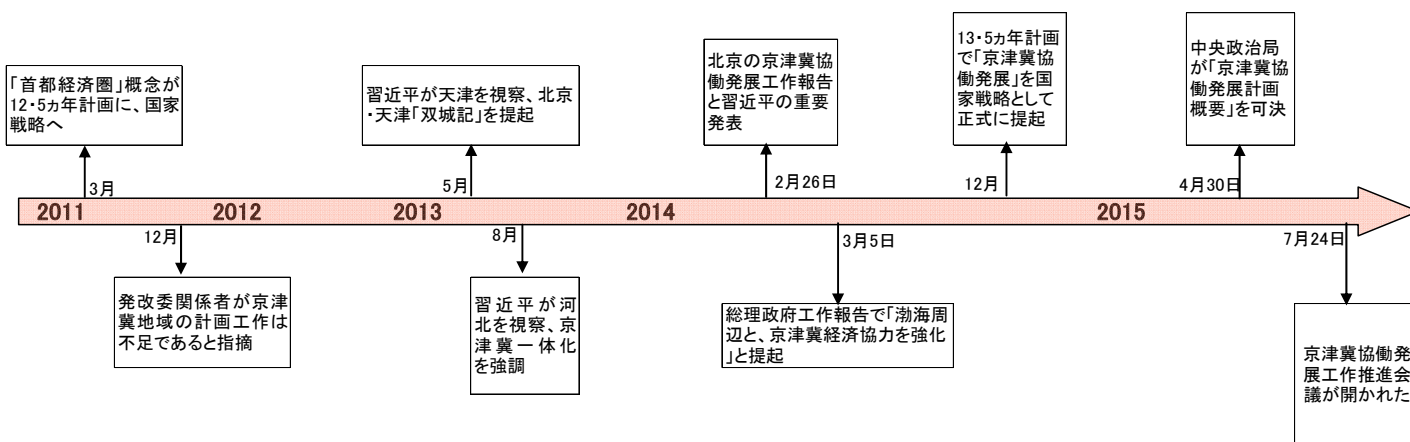 「首都経済圏」概念が
12・5ヵ年計画に、国家
戦略へ
習近平が天津を視察、北京
・天津「双城記」を提起
北京の京津冀協
働発展工作報告
と習近平の重要
発表
13・5ヵ年計画
で「京津冀協
働発展」を国
家戦略として
正式に提起
中央政治局
が「京津冀協
働発展計画
概要」を可決
3月
5月
2月26日
12月
4月30日
2011
2012
2013
2014
2015
12月
8月
3月5日
7月24日
発改委関係者が京津
冀地域の計画工作は
不足であると指摘
習近平が河
北を視察、京
津冀一体化
を強調
総理政府工作報告で「渤海周
辺と、京津冀経済協力を強化
」と提起
京津冀協働発
展工作推進会
議が開かれた